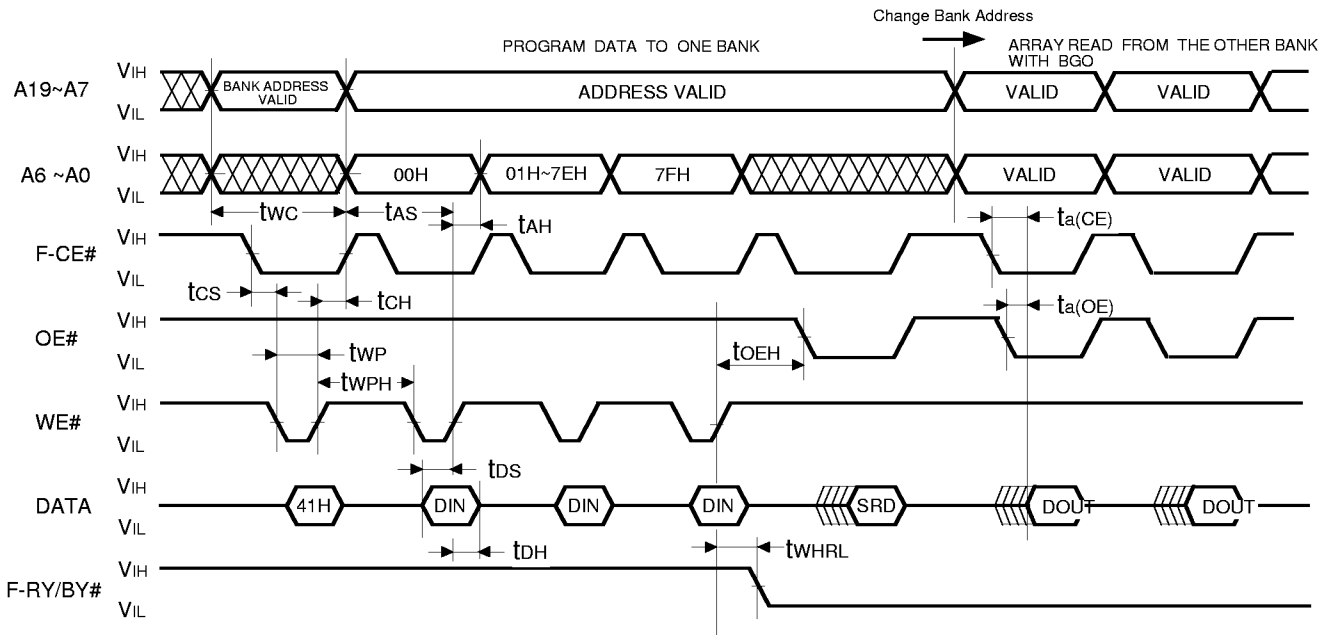 Change Bank Address
PROGRAM DATA TO ONE BANK
ARRAY READ FROM THE OTHER BANK
WITH BGO
A19~A7
VIH
VIL
BANK ADDRESS
VALID
ADDRESS VALID
VALID
VALID
A6 ~A0
VIH
VIL
00H
01H~7EH
7FH
VALID
VALID
tWC
tAS
tAH
ta(CE)
F-CE#
VIH
VIL
tCS
tCH
ta(OE)
OE#
VIH
VIL
tWP
tOEH
tWPH
WE#
VIH
VIL
tDS
DATA
VIH
VIL
41H
DIN
DIN
DIN
SRD
DOUT
DOUT
tDH
tWHRL
F-RY/BY#
VIH
VIL